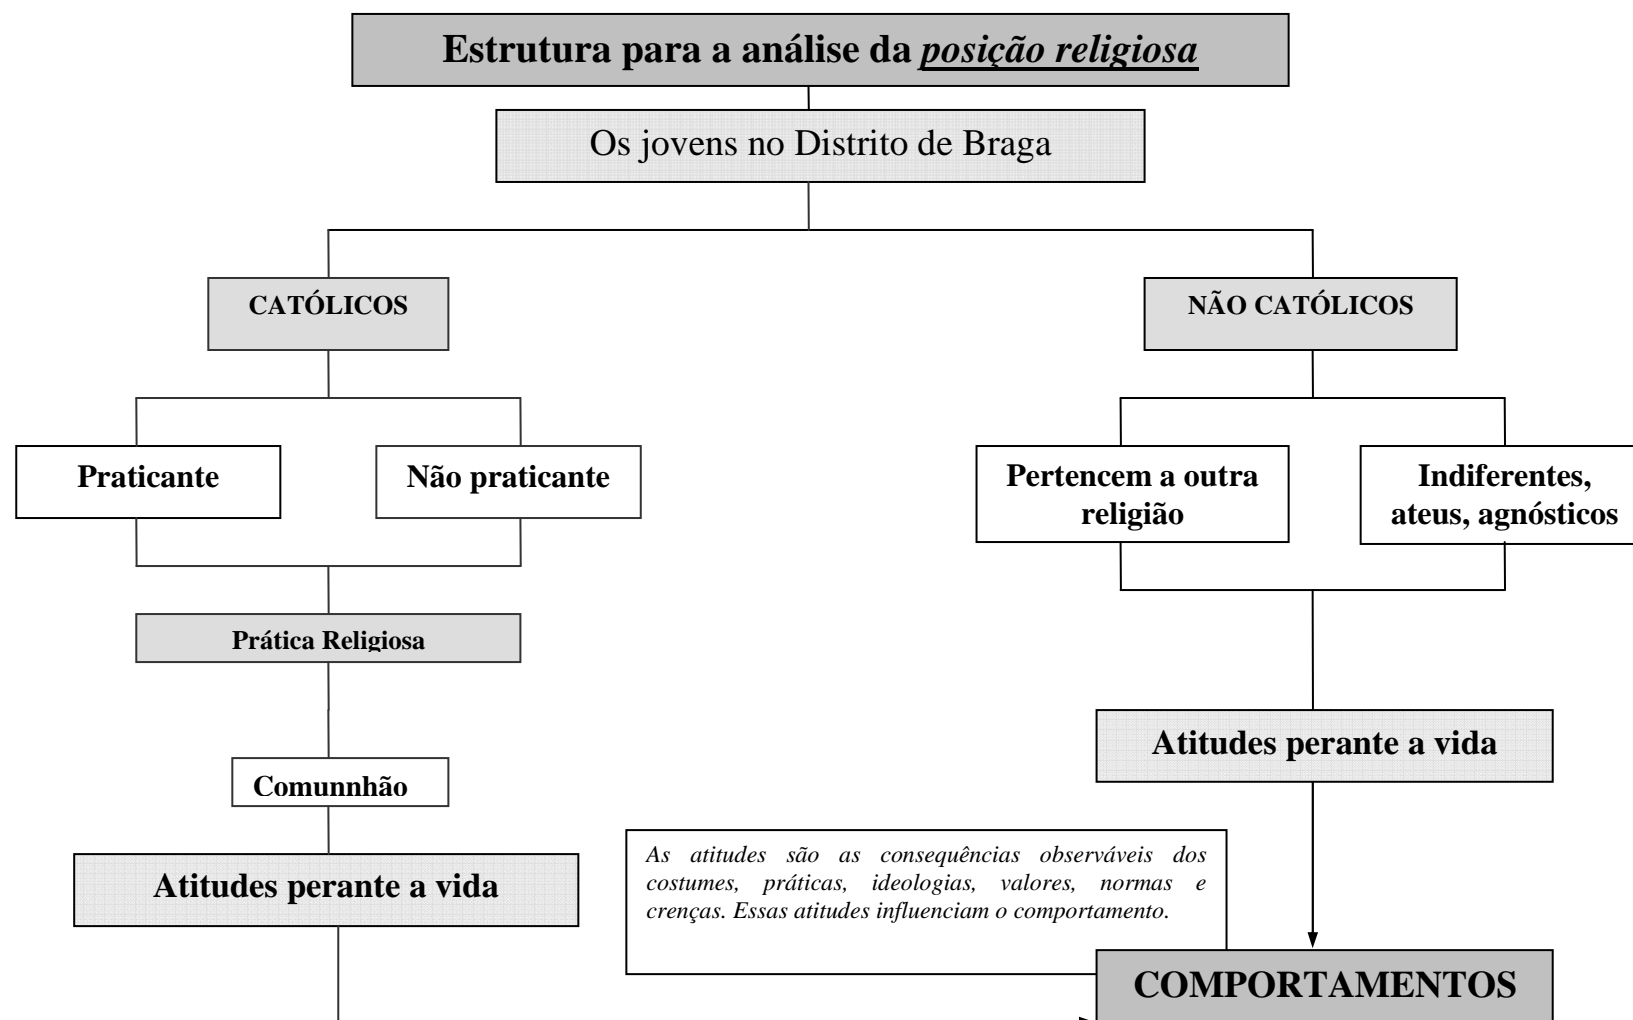 Estrutura para a análise da posição religiosa
Os jovens no Distrito de Braga
CATÓLICOS
NÃO CATÓLICOS
Praticante
Não praticante
Pertencem a outra
religião
Indiferentes,
ateus, agnósticos
Prática Religiosa
Atitudes perante a vida
Comunnhão
Atitudes perante a vida
As atitudes são as consequências observáveis dos
costumes, práticas, ideologias, valores, normas e
crenças. Essas atitudes influenciam o comportamento.
COMPORTAMENTOS